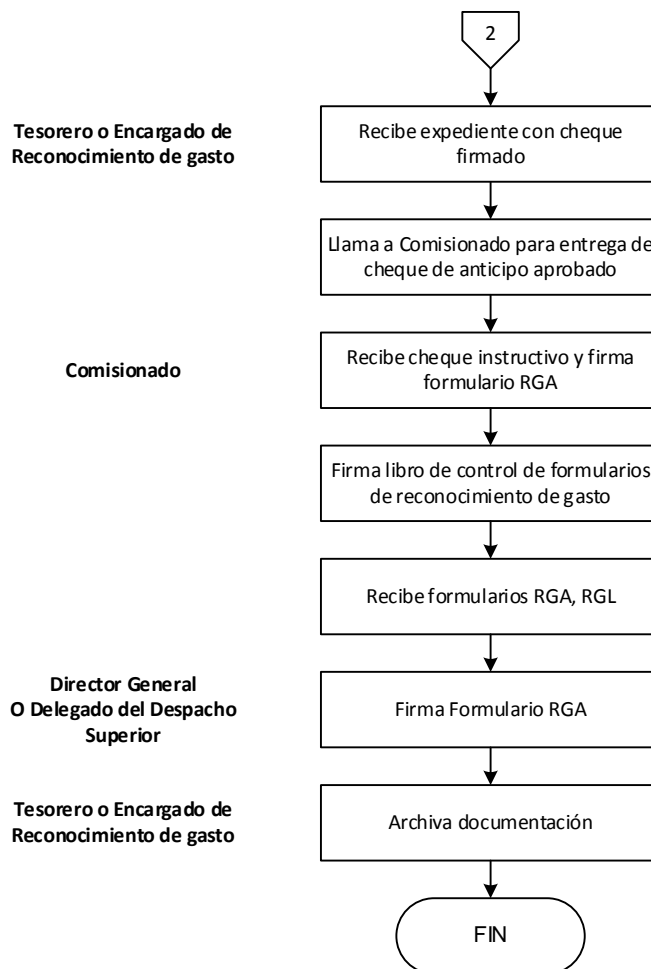 2
Tesorero o Encargado de
Reconocimiento de gasto
Recibe expediente con cheque
firmado
Llama a Comisionado para entrega de
cheque de anticipo aprobado
Comisionado
Recibe cheque instructivo y firma
formulario RGA
Firma libro de control de formularios
de reconocimiento de gasto
Recibe formularios RGA, RGL
Director General
O Delegado del Despacho
Superior
Firma Formulario RGA
Tesorero o Encargado de
Reconocimiento de gasto
Archiva documentación
FIN